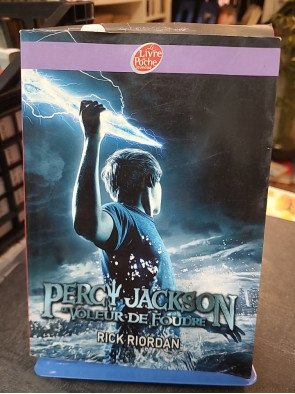 Le Livre
de
Poche
PERCY JACKSON
LE VOLEUR DE FOUDRE
RICK RIORDAN